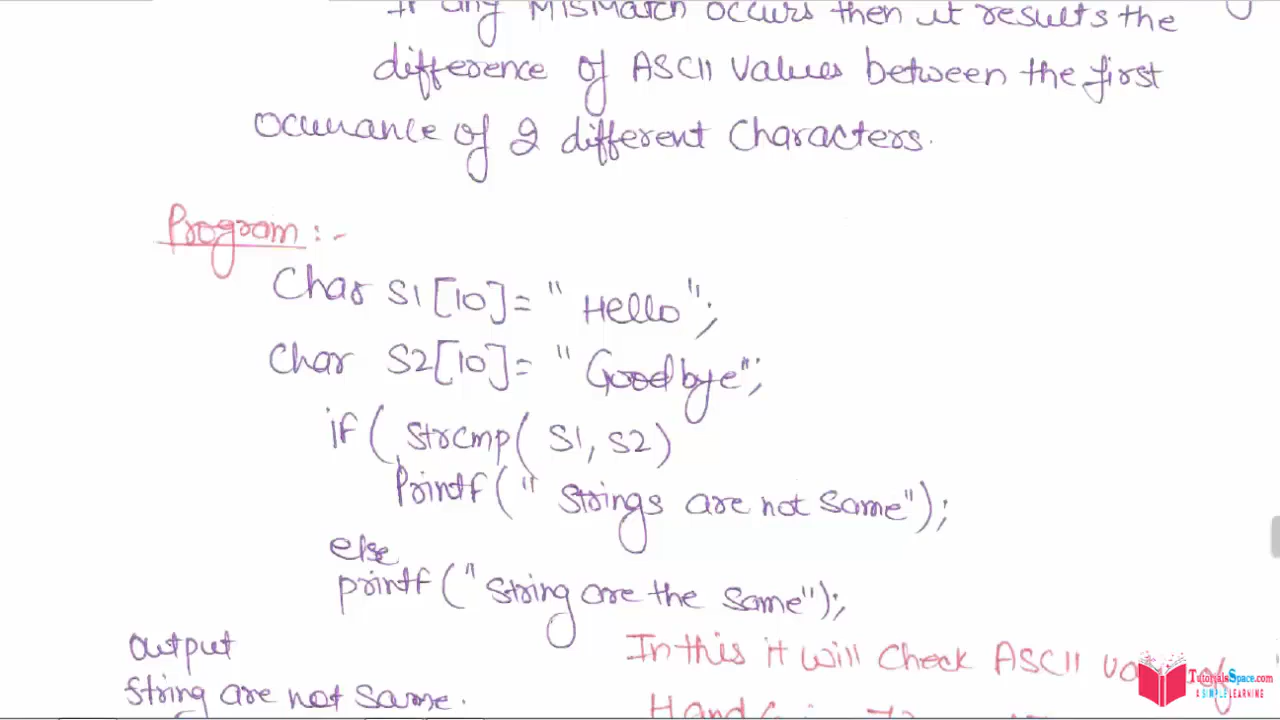 If any Mismatch occurs then it results the
difference of ASCII Values between the first
Ocurrance of 2 different Characters.
Program :-
Char S1[10]= "Hello";
Char S2[10]= "Goodbye";
if( Strcmp( S1, S2)
Printf(" Strings are not Same");
else
printf("String are the Same");
Output
String are not Same.
In this it will Check ASCII of
TutorialsSpace.com
A SIMPLE LEARNING